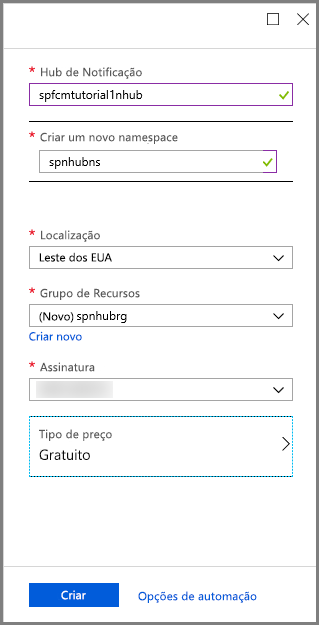 * Hub de Notificação
spfcmtutorial1nhub
* Criar um novo namespace
spnhubns
* Localização
Leste dos EUA
* Grupo de Recursos
(Novo) spnhubrg
Criar novo
* Assinatura
Tipo de preço
Gratuito
Criar Opções de automação